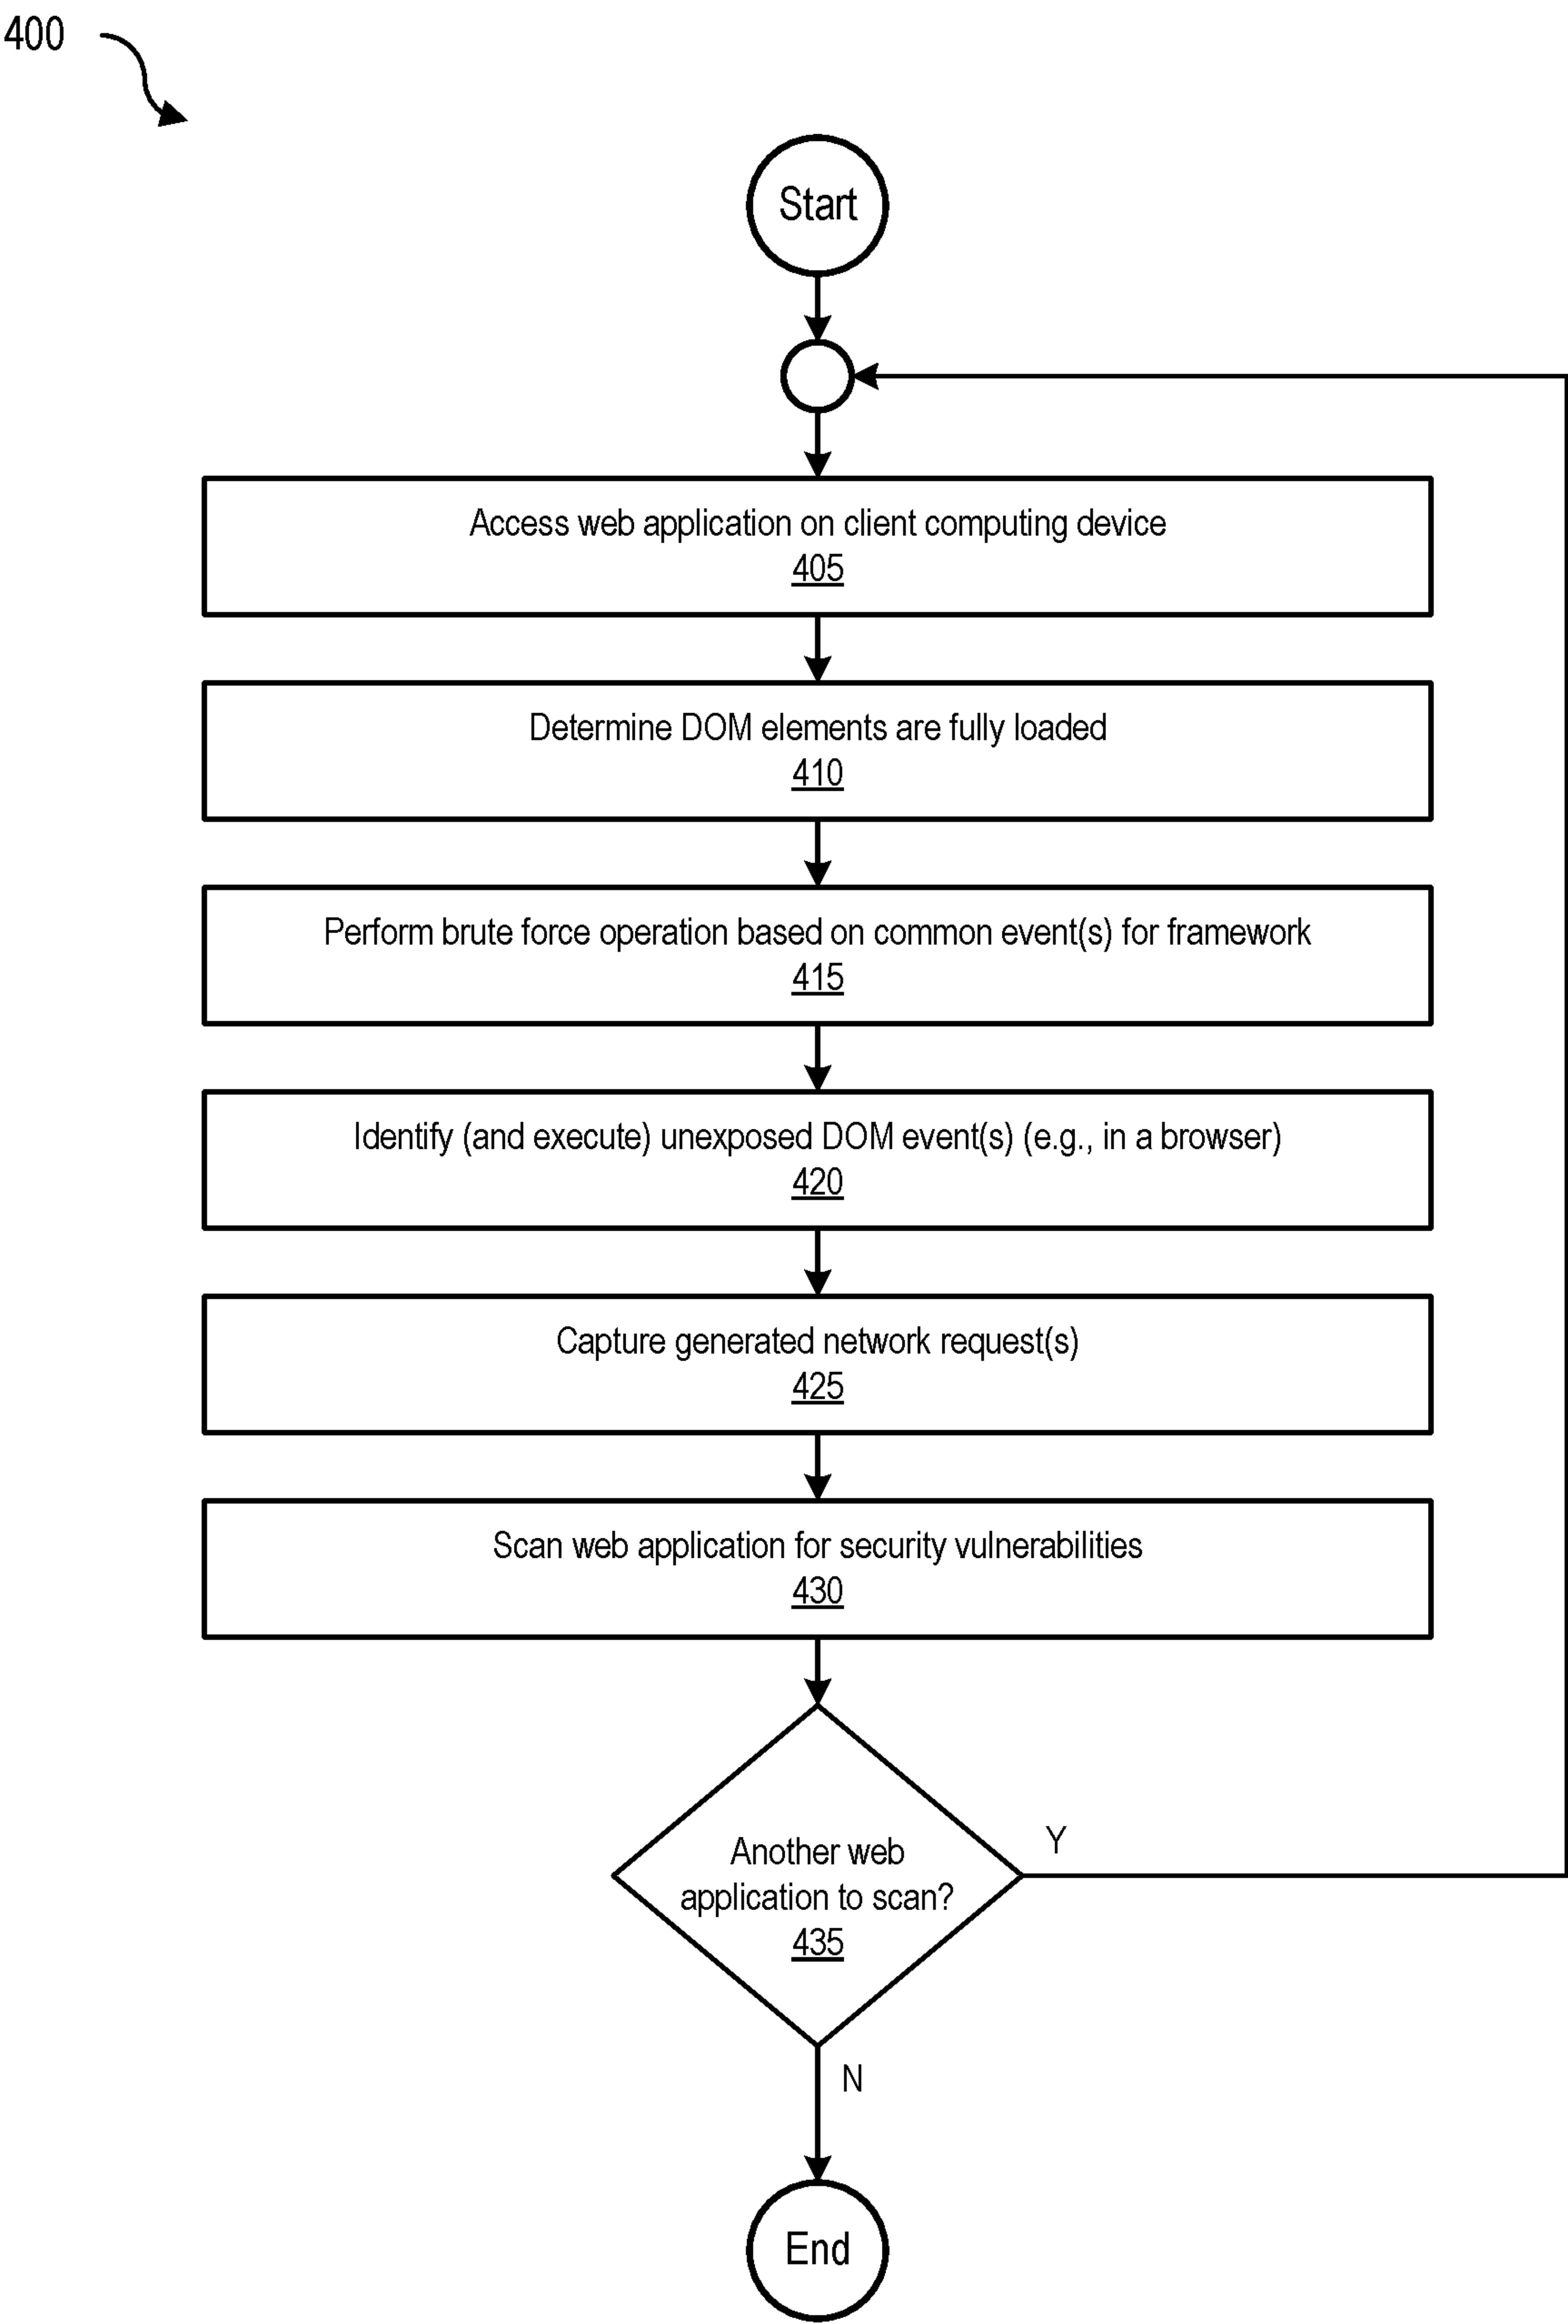 400
Start
Access web application on client computing device
405
Determine DOM elements are fully loaded
410
Perform brute force operation based on common event(s) for framework
415
Identify (and execute) unexposed DOM event(s) (e.g., in a browser)
420
Capture generated network request(s)
425
Scan web application for security vulnerabilities
430
Another web
application to scan?
435
Y
N
End